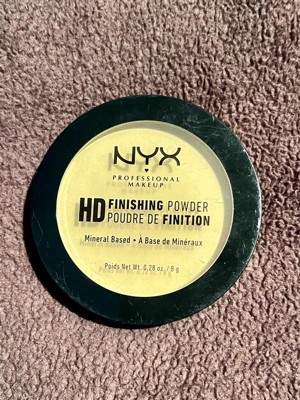 NYX
PROFESSIONAL
MAKEUP
HD FINISHING POWDER
POUDRE DE FINITION
Mineral Based • À Base de Minéraux
Poids Net Wt. 0.28 oz. / 8 g